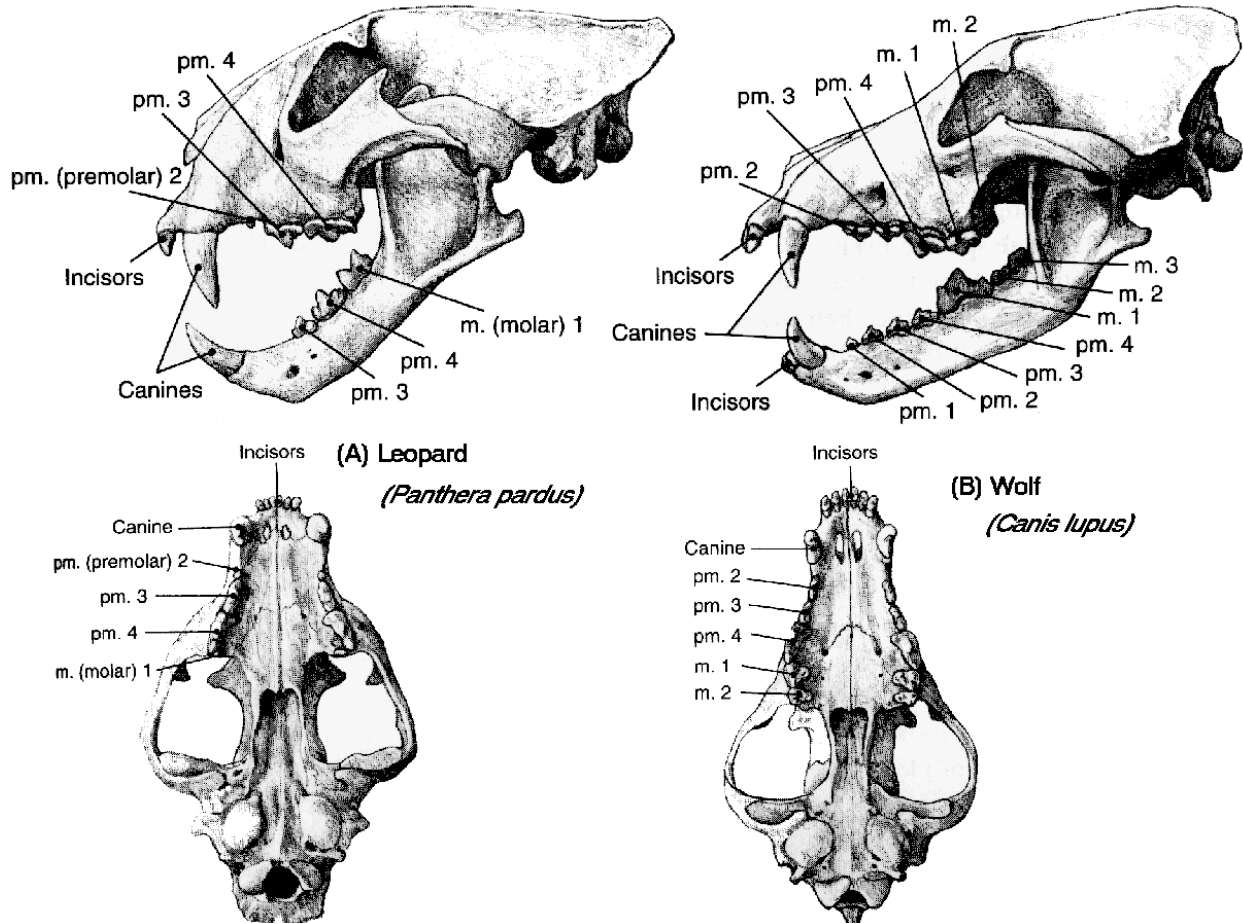 pm. 4
pm. 3
pm. (premolar) 2
Incisors
Canines
m. (molar) 1
pm. 4
pm. 3
m. 2
m. 1
pm. 4
pm. 3
pm. 2
Incisors
Canines
Incisors
m. 3
m. 2
m. 1
pm. 4
pm. 3
pm. 2
pm. 1
(A) Leopard
(Panthera pardus)
Incisors
Canine
pm. (premolar) 2
pm. 3
pm. 4
m. (molar) 1
(B) Wolf
(Canis lupus)
Incisors
Canine
pm. 2
pm. 3
pm. 4
m. 1
m. 2